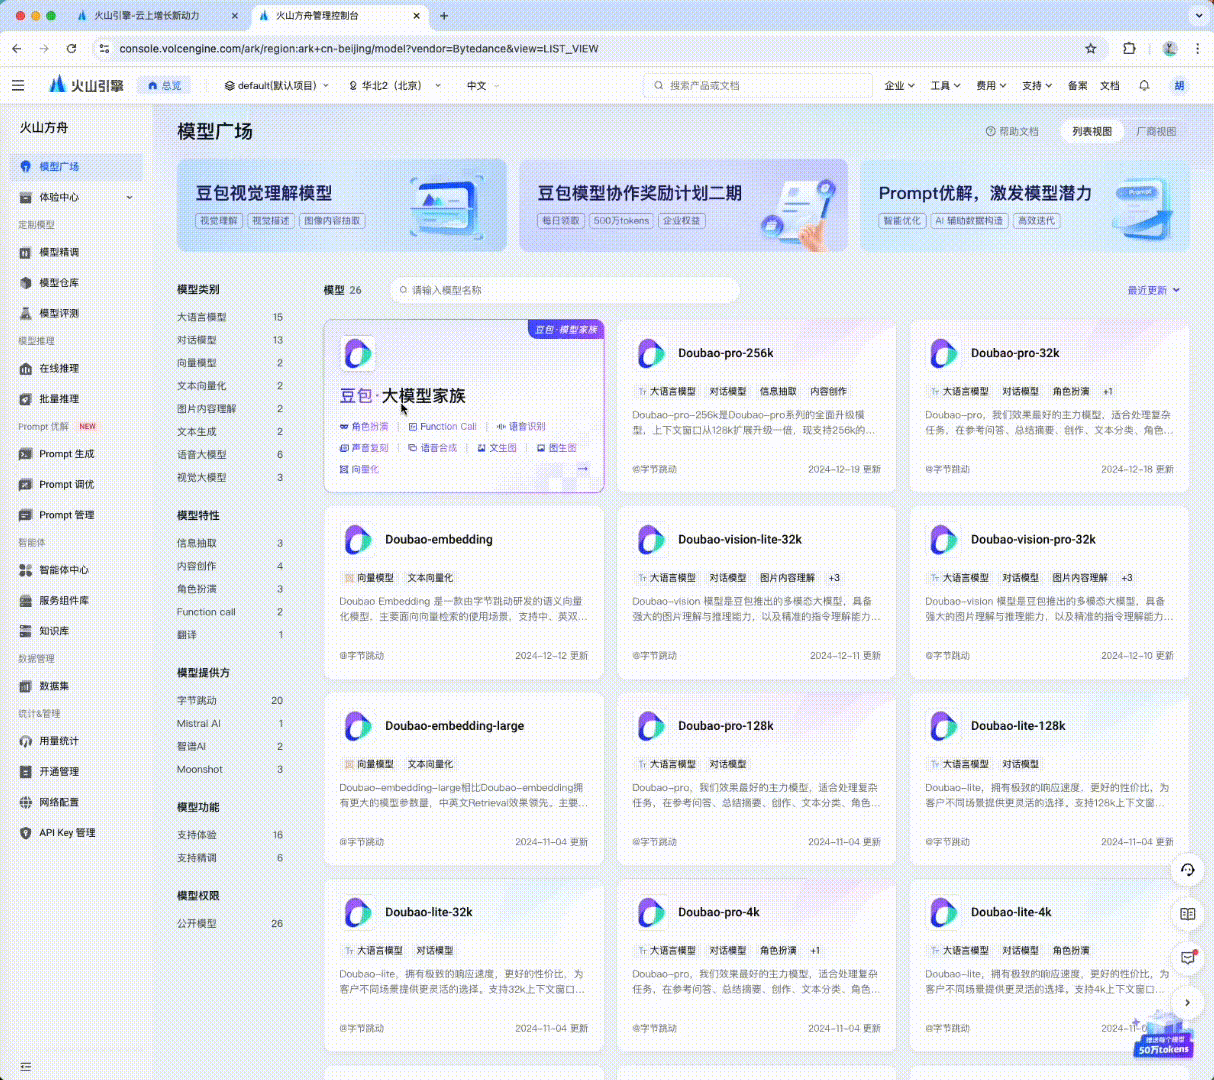 火山引擎-云上增长新动力
火山方舟管理控制台
console.volcengine.com/ark/region:ark+cn-beijing/model?vendor=Bytedance&view=LIST_VIEW
火山引擎
总览
default(默认项目)
华北2（北京）
中文
搜索产品或文档
企业
工具
费用
支持
备案
文档
胡
火山方舟
模型广场
体验中心
定制模型
模型精调
模型仓库
模型评测
模型推理
在线推理
批量推理
Prompt 优解 NEW
Prompt 生成
Prompt 调优
Prompt 管理
智能体
智能体中心
服务组件库
知识库
数据管理
数据集
统计&管理
用量统计
开通管理
网络配置
API Key 管理
模型广场
帮助文档
列表视图
厂商视图
豆包视觉理解模型
视觉理解 视觉描述 图像内容抽取
豆包模型协作奖励计划二期
每日领取 500万tokens 企业权益
Prompt优解，激发模型潜力
智能优化 AI 辅助数据构造 高效迭代
Prompt
模型类别
大语言模型 15
对话模型 13
向量模型 2
文本向量化 2
图片内容理解 2
文本生成 2
语音大模型 6
视觉大模型 3
模型特性
信息抽取 3
内容创作 4
角色扮演 3
Function call 2
翻译 1
模型提供方
字节跳动 20
Mistral AI 1
智谱AI 2
Moonshot 3
模型功能
支持体验 16
支持精调 6
模型权限
公开模型 26
模型 26
请输入模型名称
最近更新
豆包·模型家族
豆包·大模型家族
角色扮演 Function Call 语音识别
声音复刻 语音合成 文生图 图生图
向量化
Doubao-pro-256k
大语言模型 对话模型 信息抽取 内容创作
Doubao-pro-256k是Doubao-pro系列的全面升级模
型，上下文窗口从128k扩展升级一倍，现支持256k的...
@字节跳动 2024-12-19 更新
Doubao-pro-32k
大语言模型 对话模型 角色扮演 +1
Doubao-pro，我们效果最好的主力模型，适合处理复杂
任务，在参考问答、总结摘要、创作、文本分类、角色...
@字节跳动 2024-12-18 更新
Doubao-embedding
向量模型 文本向量化
Doubao Embedding 是一款由字节跳动研发的语义向量
化模型，主要面向向量检索的使用场景，支持中、英双...
@字节跳动 2024-12-12 更新
Doubao-vision-lite-32k
大语言模型 对话模型 图片内容理解 +3
Doubao-vision 模型是豆包推出的多模态大模型，具备
强大的图片理解与推理能力，以及精准的指令理解能力...
@字节跳动 2024-12-11 更新
Doubao-vision-pro-32k
大语言模型 对话模型 图片内容理解 +3
Doubao-vision 模型是豆包推出的多模态大模型，具备
强大的图片理解与推理能力，以及精准的指令理解能力...
@字节跳动 2024-12-10 更新
Doubao-embedding-large
向量模型 文本向量化
Doubao-embedding-large相比Doubao-embedding拥
有更大的模型参数量，中英文Retrieval效果领先。主要...
@字节跳动 2024-11-04 更新
Doubao-pro-128k
大语言模型 对话模型
Doubao-pro，我们效果最好的主力模型，适合处理复杂
任务，在参考问答、总结摘要、创作、文本分类、角色...
@字节跳动 2024-11-04 更新
Doubao-lite-128k
大语言模型 对话模型
Doubao-lite，拥有极致的响应速度，更好的性价比，为
客户不同场景提供更灵活的选择。支持128k上下文窗...
@字节跳动 2024-11-04 更新
Doubao-lite-32k
大语言模型 对话模型
Doubao-lite，拥有极致的响应速度，更好的性价比，为
客户不同场景提供更灵活的选择。支持32k上下文窗口...
@字节跳动 2024-11-04 更新
Doubao-pro-4k
大语言模型 对话模型 角色扮演 +1
Doubao-pro，我们效果最好的主力模型，适合处理复杂
任务，在参考问答、总结摘要、创作、文本分类、角色...
@字节跳动 2024-11-04 更新
Doubao-lite-4k
大语言模型 对话模型 角色扮演
Doubao-lite，拥有极致的响应速度，更好的性价比，为
客户不同场景提供更灵活的选择。支持4k上下文窗口...
@字节跳动 2024-11-0
赠送每个模型
50万tokens